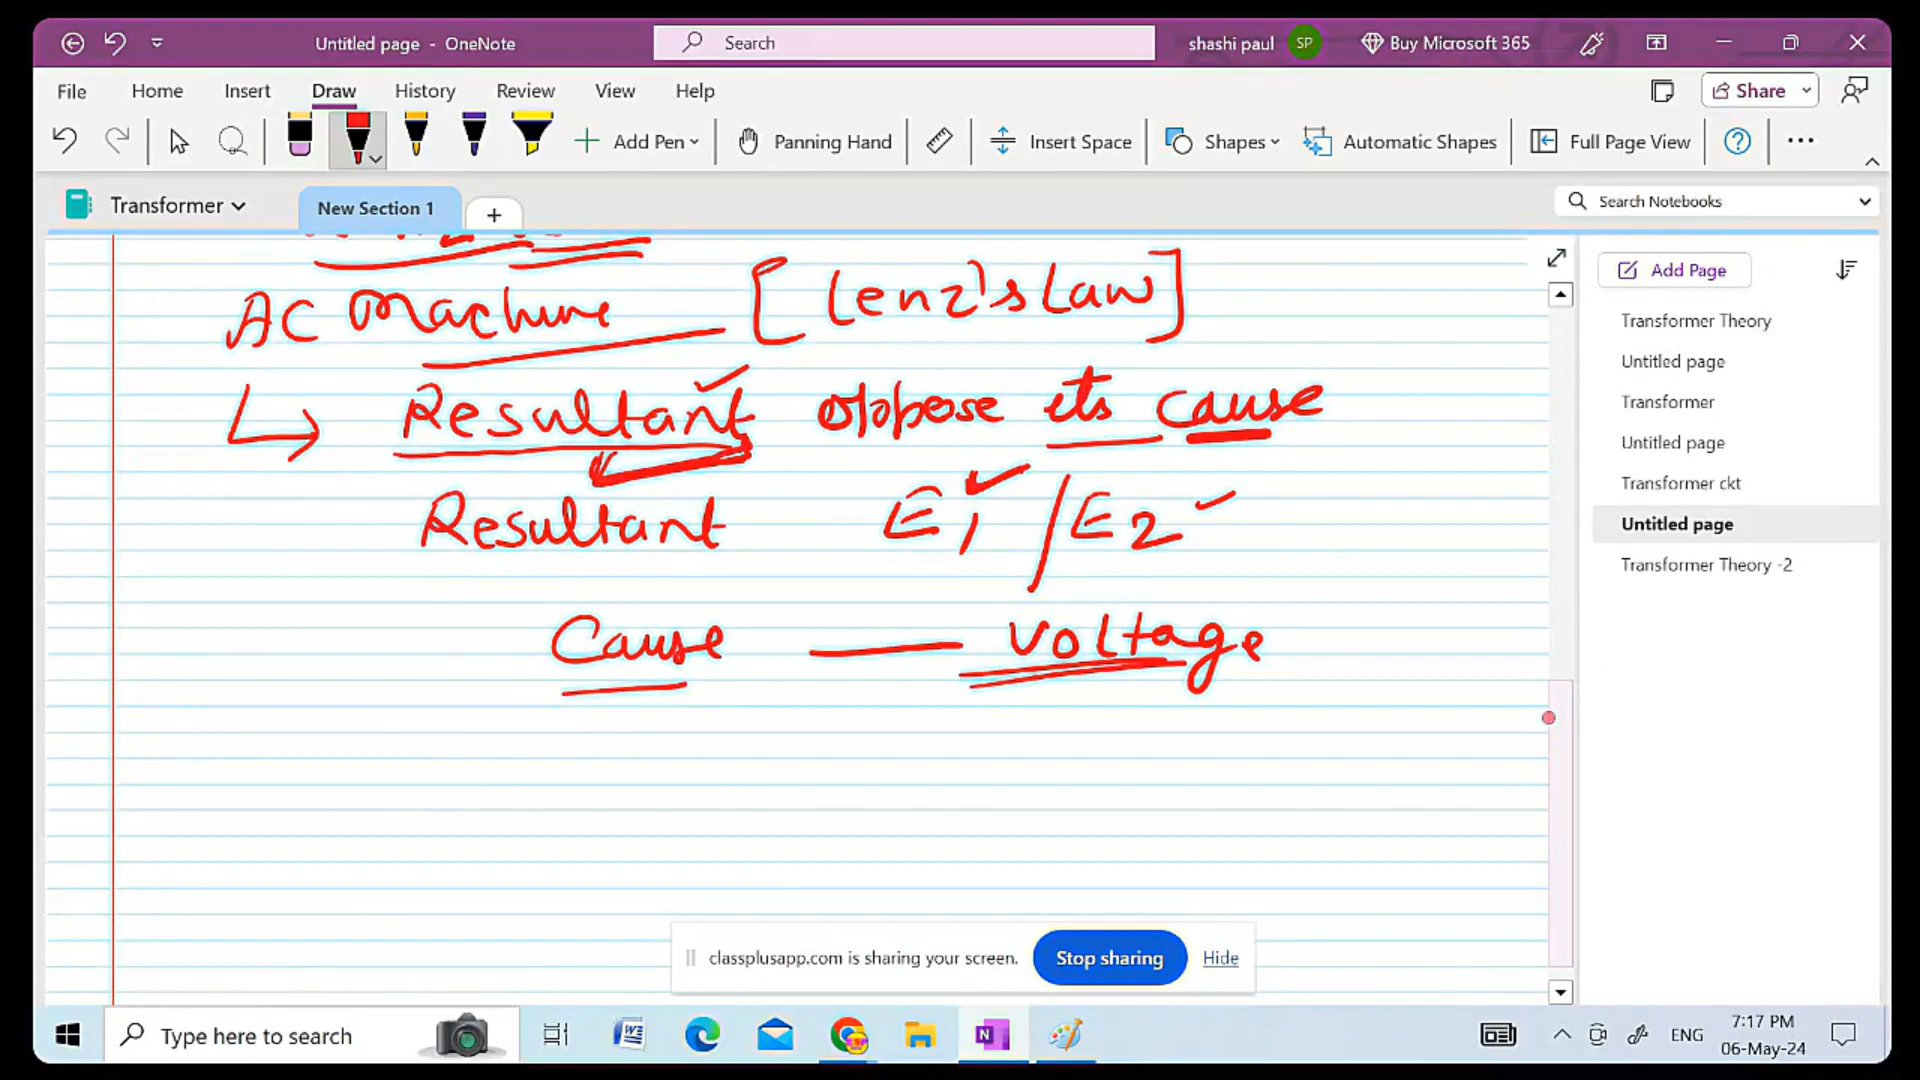 Untitled page - OneNote
Search
shashi paul SP
Buy Microsoft 365
File Home Insert Draw History Review View Help
Share
Add Pen
Panning Hand
Insert Space
Shapes
Automatic Shapes
Full Page View
Transformer
New Section 1
Search Notebooks
AC Machine [Lenz's Law]
Resultant oppose its cause
Resultant E1 / E2
Cause — voltage
Add Page
Transformer Theory
Untitled page
Transformer
Untitled page
Transformer ckt
Untitled page
Transformer Theory -2
classplusapp.com is sharing your screen. Stop sharing Hide
Type here to search
ENG
7:17 PM
06-May-24